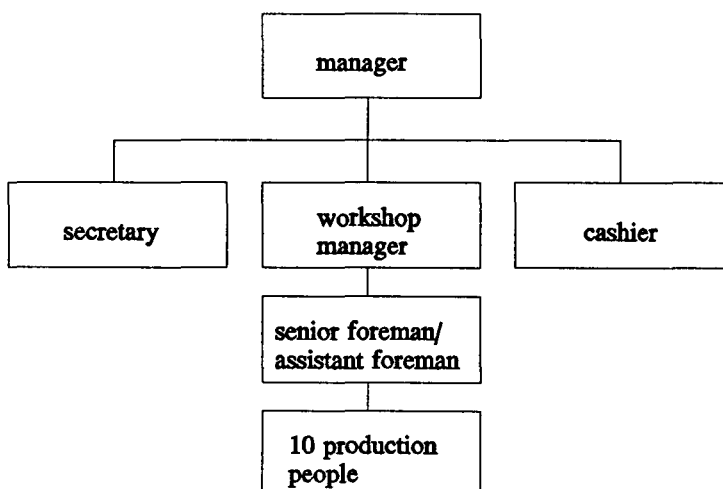 manager
secretary
workshop
manager
cashier
senior foreman/
assistant foreman
10 production
people